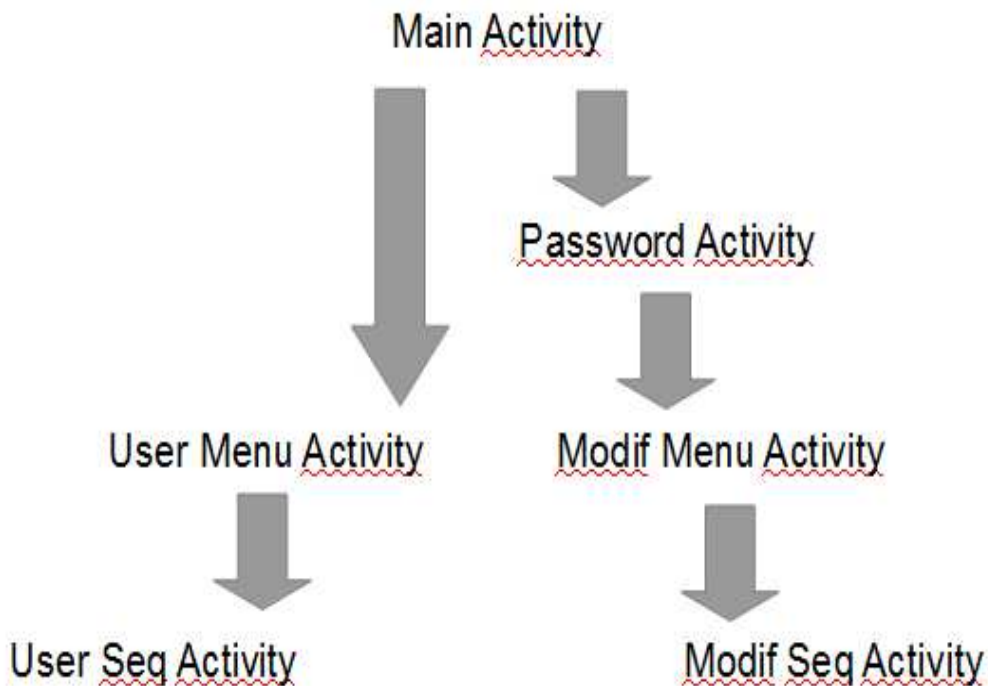 Main Activity
Password Activity
User Menu Activity
Modif Menu Activity
User Seq Activity
Modif Seq Activity